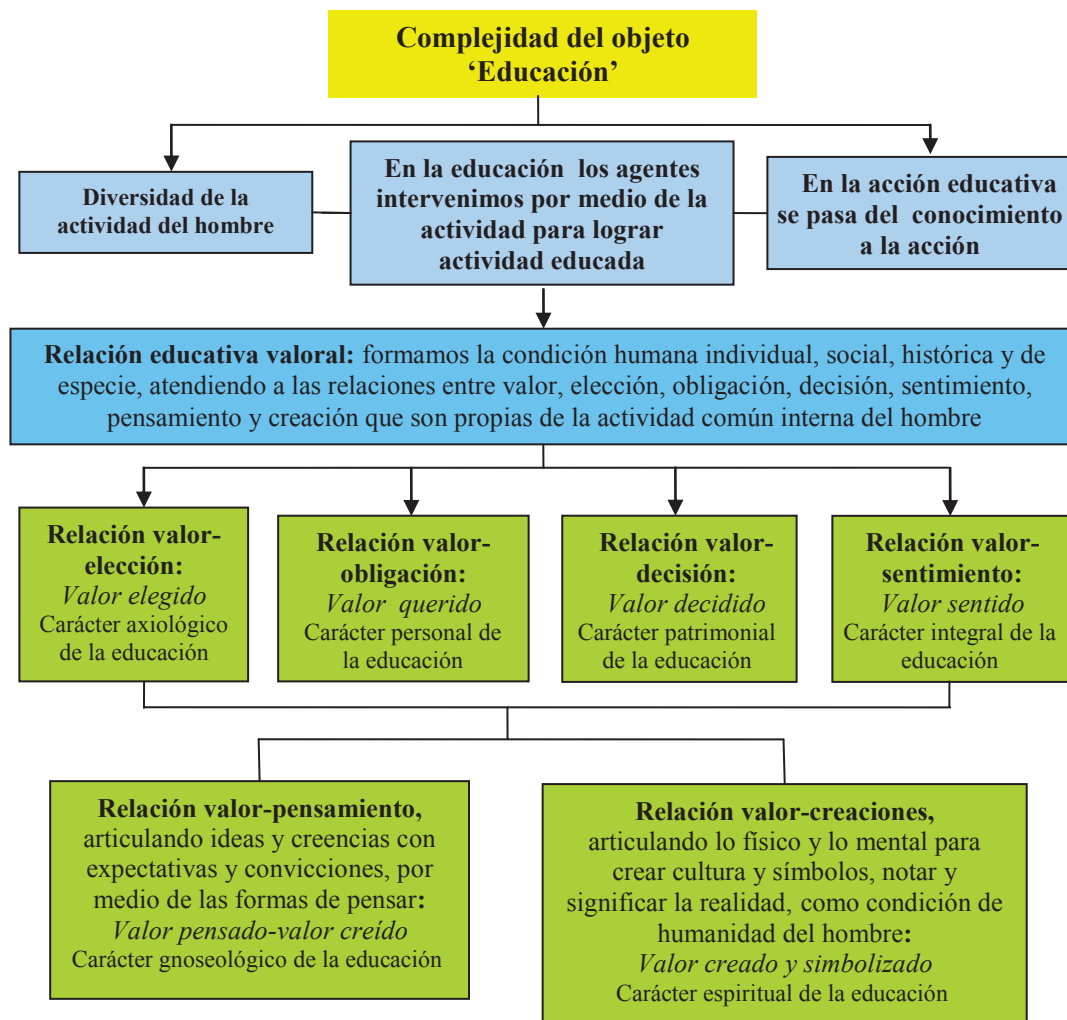 Complejidad del objeto
‘Educación’
Diversidad de la
actividad del hombre
En la educación los agentes
intervenimos por medio de la
actividad para lograr
actividad educada
En la acción educativa
se pasa del conocimiento
a la acción
Relación educativa valoral: formamos la condición humana individual, social, histórica y de
especie, atendiendo a las relaciones entre valor, elección, obligación, decisión, sentimiento,
pensamiento y creación que son propias de la actividad común interna del hombre
Relación valor-
elección:
Valor elegido
Carácter axiológico
de la educación
Relación valor-
obligación:
Valor querido
Carácter personal de
la educación
Relación valor-
decisión:
Valor decidido
Carácter patrimonial
de la educación
Relación valor-
sentimiento:
Valor sentido
Carácter integral de la
educación
Relación valor-pensamiento,
articulando ideas y creencias con
expectativas y convicciones, por
medio de las formas de pensar:
Valor pensado-valor creído
Carácter gnoseológico de la educación
Relación valor-creaciones,
articulando lo físico y lo mental para
crear cultura y símbolos, notar y
significar la realidad, como condición de
humanidad del hombre:
Valor creado y simbolizado
Carácter espiritual de la educación